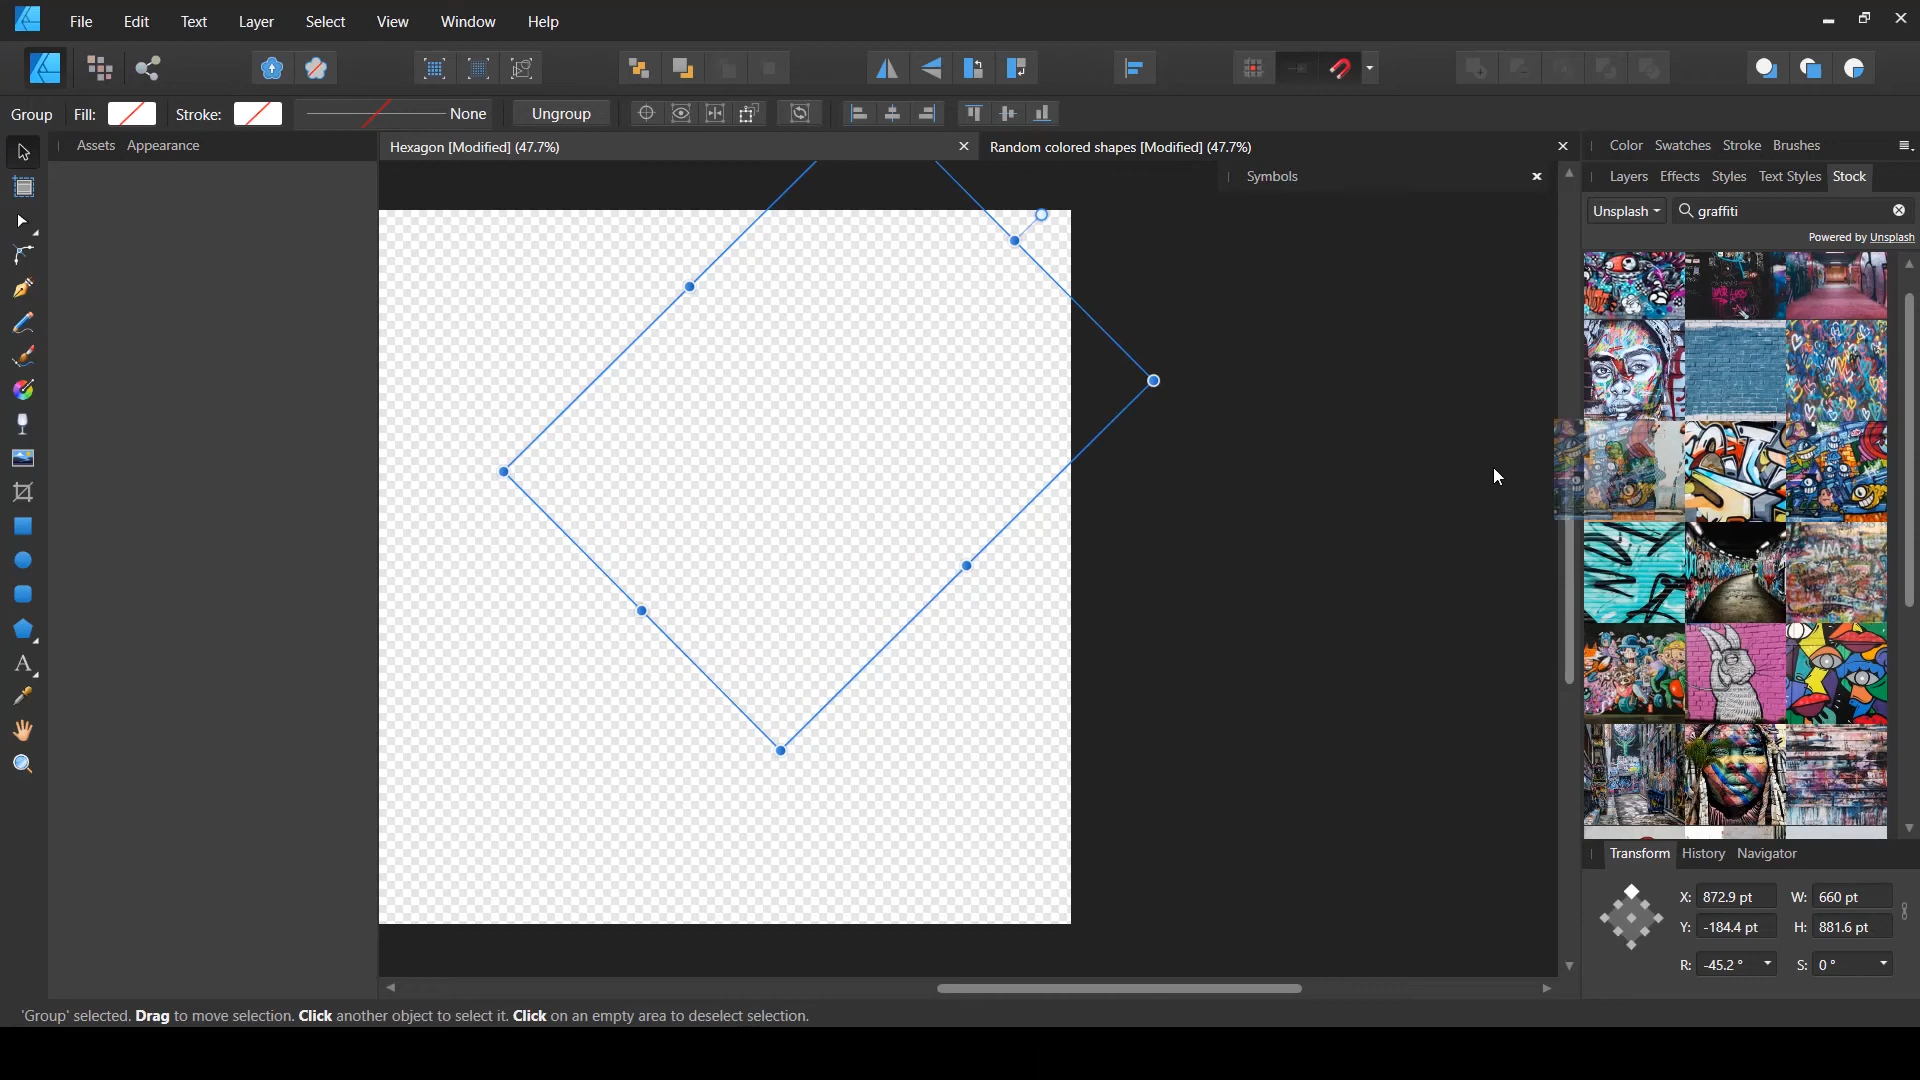 File Edit Text Layer Select View Window Help
Group Fill: Stroke: None Ungroup
Assets Appearance
Hexagon [Modified] (47.7%)
Random colored shapes [Modified] (47.7%)
Symbols
Color Swatches Stroke Brushes
Layers Effects Styles Text Styles Stock
Unsplash graffiti
Powered by Unsplash
Transform History Navigator
X: 872.9 pt W: 660 pt
Y: -184.4 pt H: 881.6 pt
R: -45.2 ° S: 0 °
'Group' selected. Drag to move selection. Click another object to select it. Click on an empty area to deselect selection.